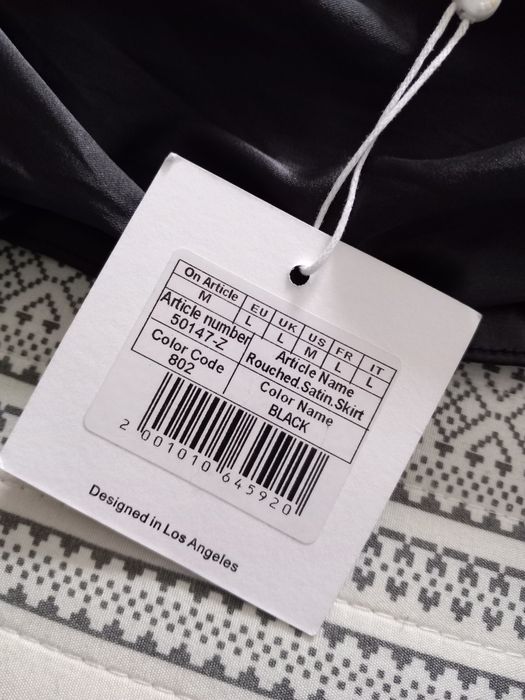 On Article EU UK US FR IT
M L L M L L
Article number Article Name
50147-Z Rouched.Satin.Skirt
Color Code Color Name
802 BLACK
2 001010 645920
Designed in Los Angeles